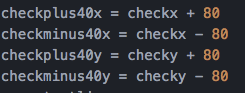 checkplus40x = checkx + 80
checkminus40x = checkx - 80
checkplus40y = checky + 80
checkminus40y = checky - 80